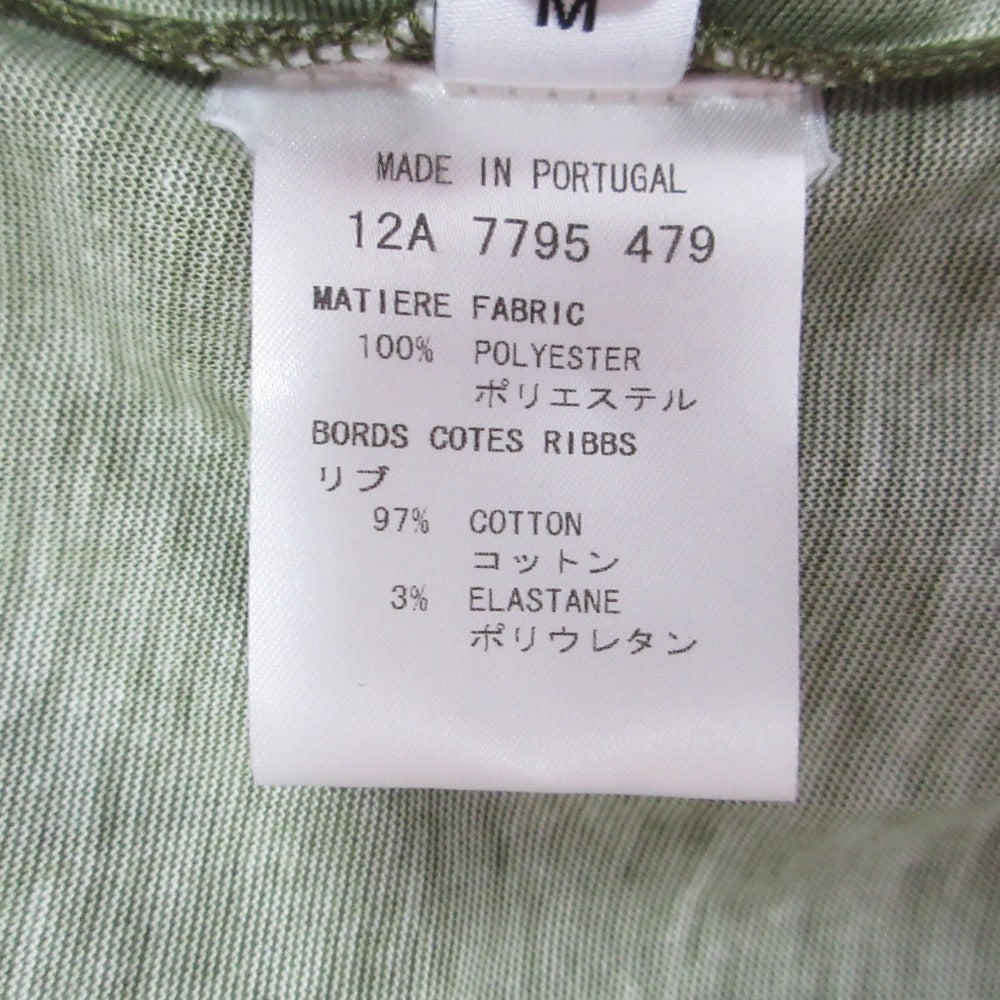 M
MADE IN PORTUGAL
12A 7795 479
MATIERE FABRIC
100% POLYESTER
ポリエステル
BORDS COTES RIBBS
リブ
97% COTTON
コットン
3% ELASTANE
ポリウレタン